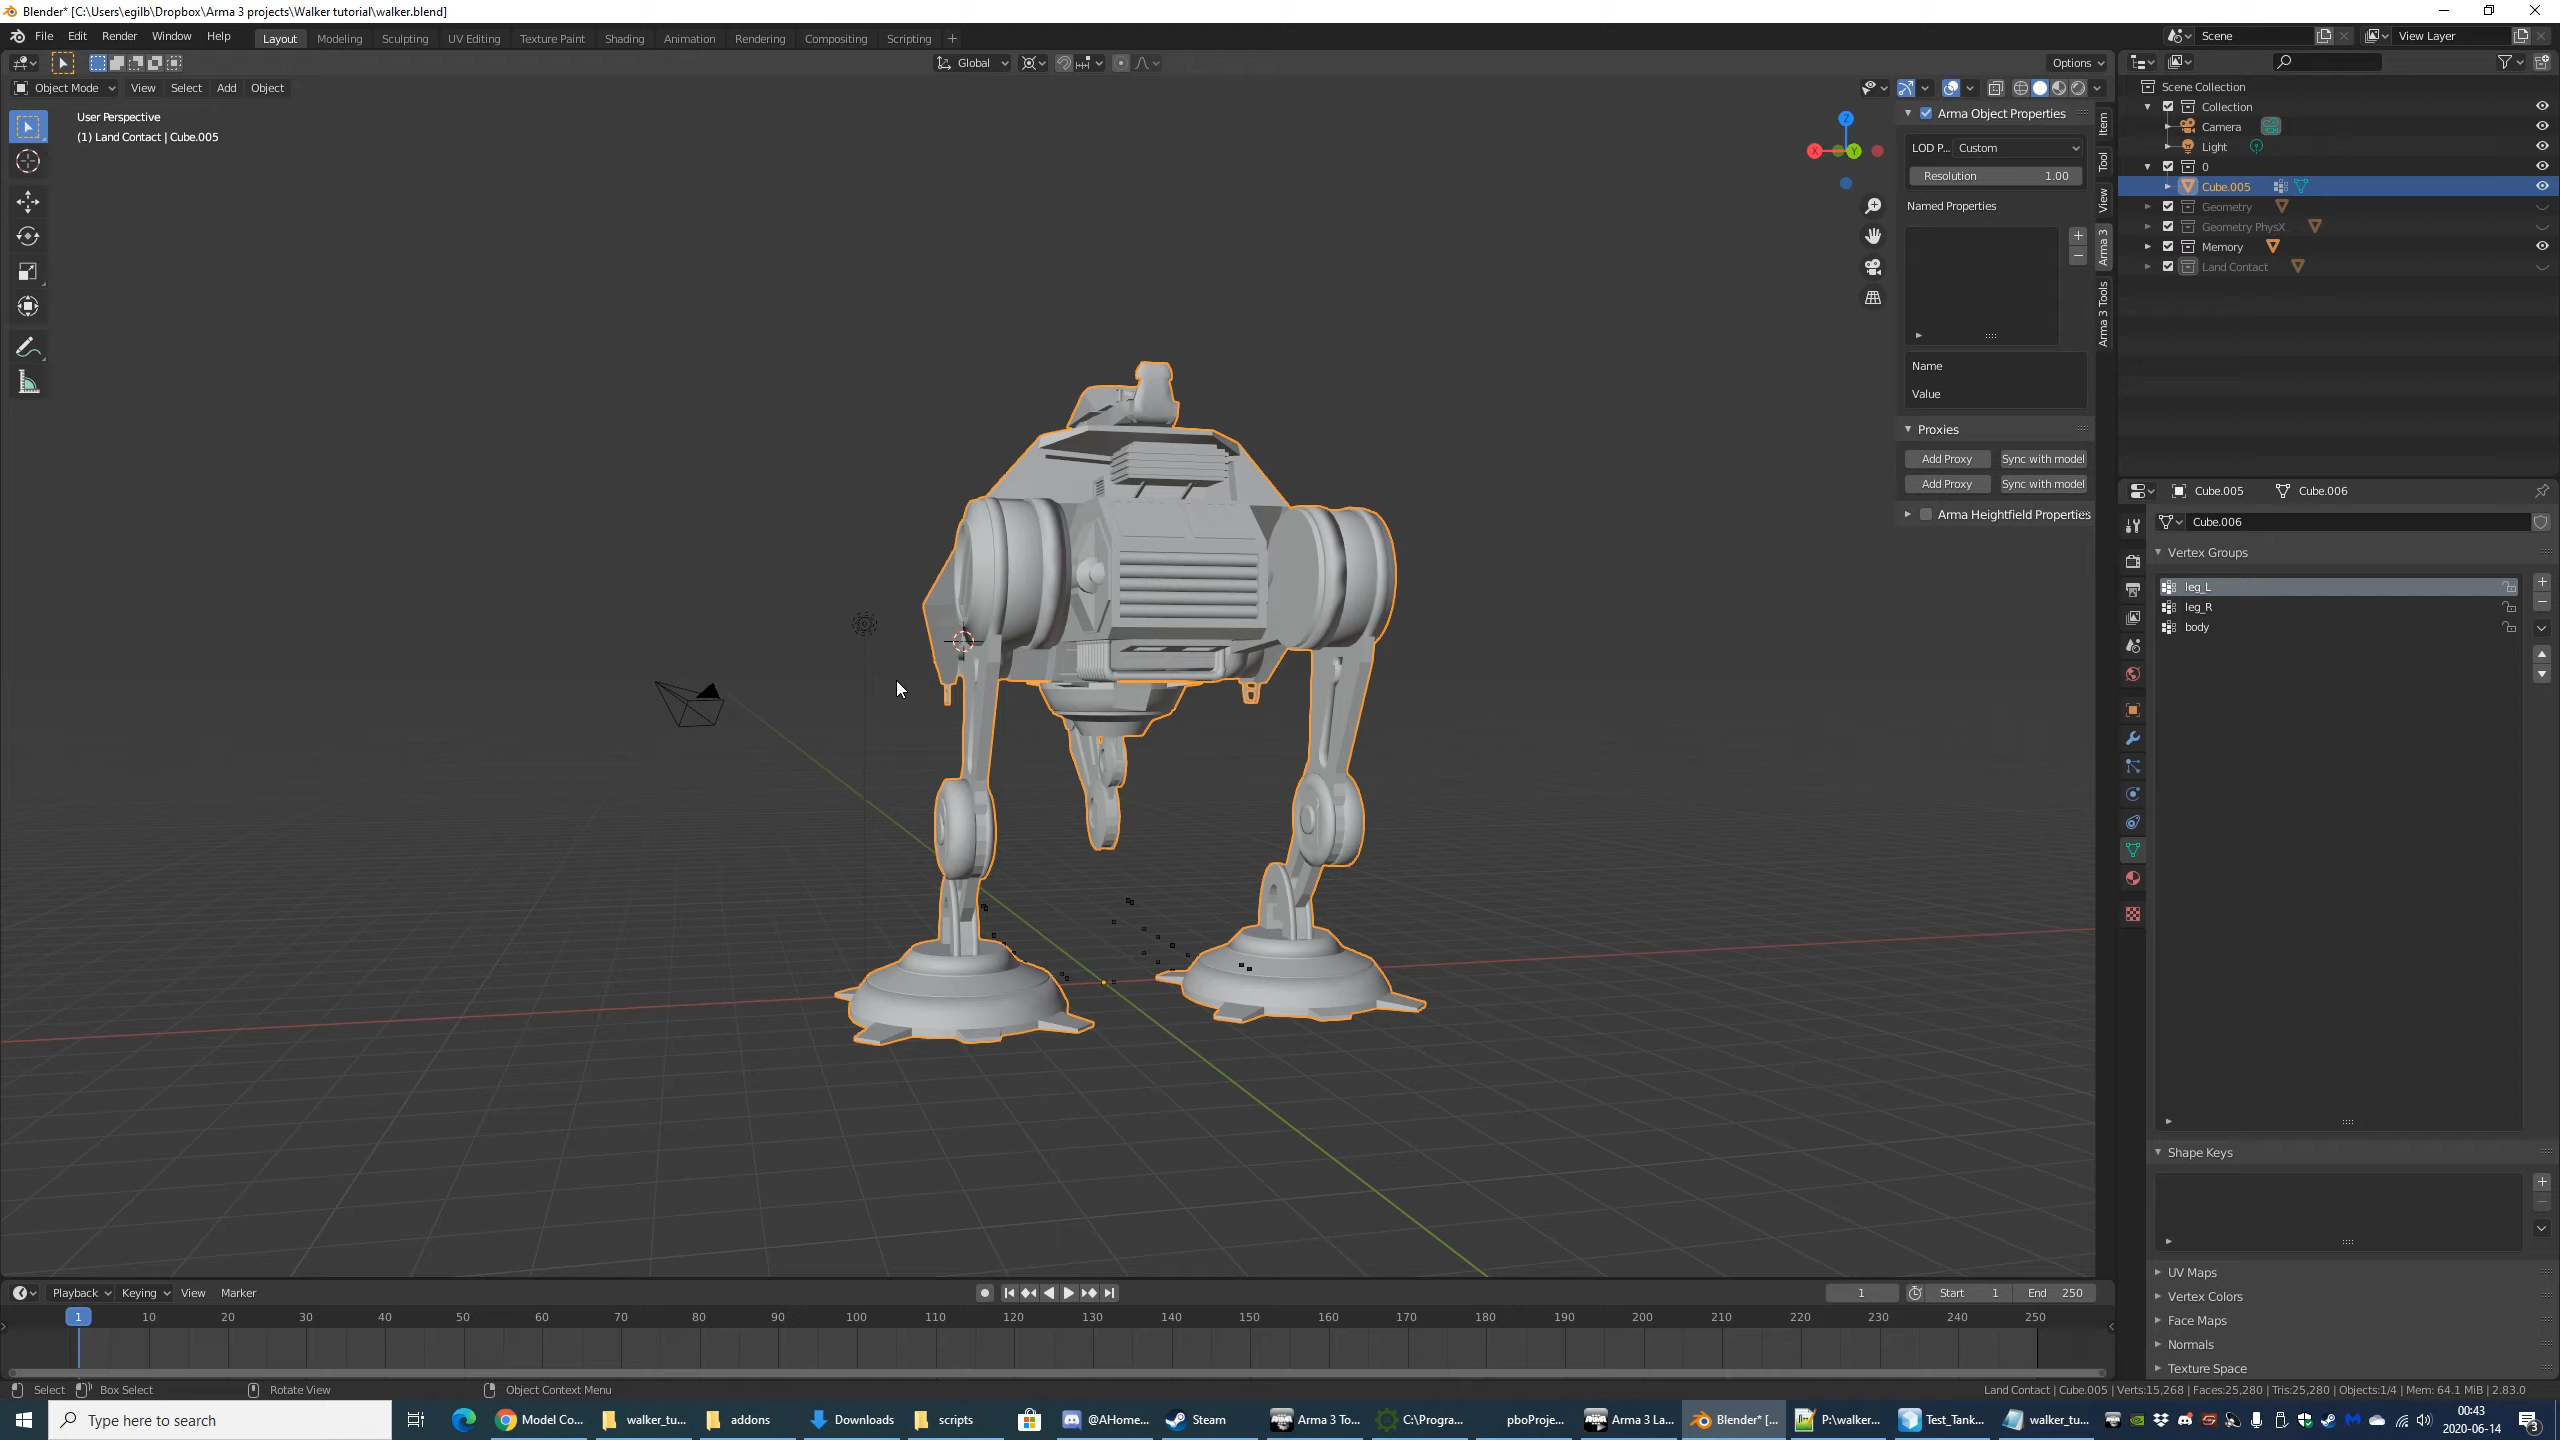 Blender* [C:\Users\egilb\Dropbox\Arma 3 projects\Walker tutorial\walker.blend]
File Edit Render Window Help Layout Modeling Sculpting UV Editing Texture Paint Shading Animation Rendering Compositing Scripting Scene View Layer
Global Options
Object Mode View Select Add Object
User Perspective
(1) Land Contact | Cube.005
Z
X
Y
Arma Object Properties
LOD P... Custom
Resolution 1.00
Named Properties
Name
Value
Proxies
Add Proxy Sync with model
Add Proxy Sync with model
Arma Heightfield Properties
Item
Tool
View
Arma 3
Arma 3 Tools
Scene Collection
Collection
Camera
Light
0
Cube.005
Geometry
Geometry PhysX
Memory
Land Contact
Cube.005 Cube.006
Cube.006
Vertex Groups
leg_L
leg_R
body
Shape Keys
UV Maps
Vertex Colors
Face Maps
Normals
Texture Space
Playback Keying View Marker 1 Start 1 End 250
1 10 20 30 40 50 60 70 80 90 100 110 120 130 140 150 160 170 180 190 200 210 220 230 240 250
Select Box Select Rotate View Object Context Menu Land Contact | Cube.005 | Verts:15,268 | Faces:25,280 | Tris:25,280 | Objects:1/4 | Mem: 64.1 MiB | 2.83.0
Type here to search Model Co... walker_tu... addons Downloads scripts @AHome... Steam Arma 3 To... C:\Progra... pboProje... Arma 3 La... Blender* [... P:\walker... Test_Tank... walker_tu... 00:43
2020-06-14 3